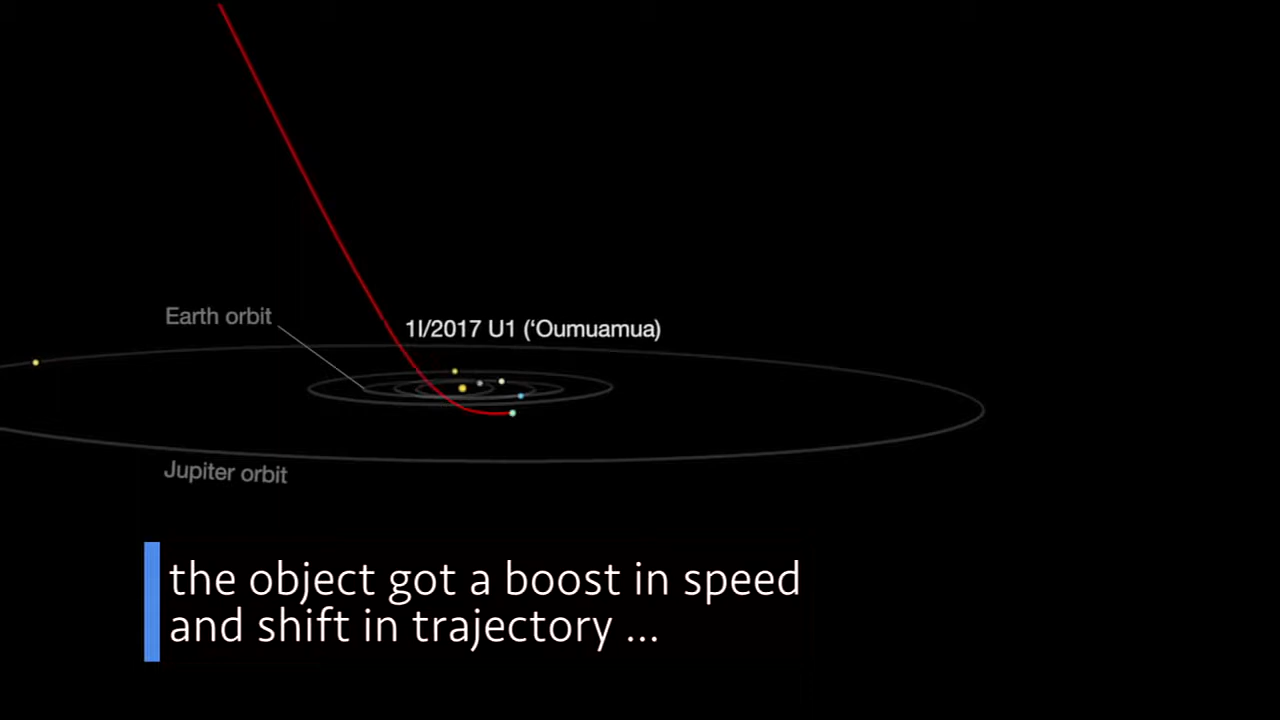 Earth orbit
1I/2017 U1 (‘Oumuamua)
Jupiter orbit
the object got a boost in speed
and shift in trajectory ...